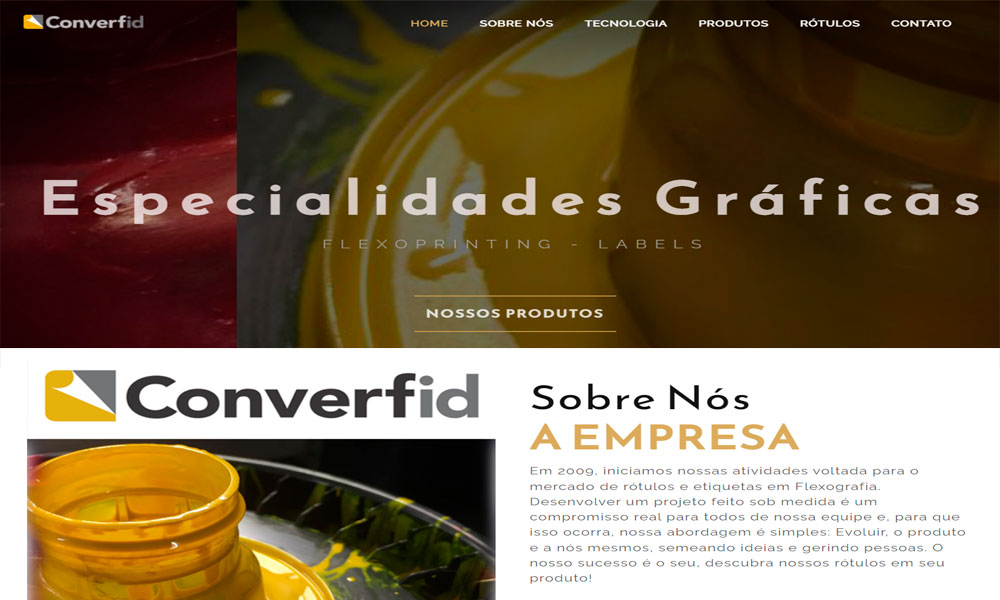 Converfid
HOME SOBRE NÓS TECNOLOGIA PRODUTOS RÓTULOS CONTATO
Especialidades Gráficas
FLEXOPRINTING - LABELS
NOSSOS PRODUTOS
Converfid
Sobre Nós
A EMPRESA
Em 2009, iniciamos nossas atividades voltada para o
mercado de rótulos e etiquetas em Flexografia.
Desenvolver um projeto feito sob medida é um
compromisso real para todos de nossa equipe e, para que
isso ocorra, nossa abordagem é simples: Evoluir, o produto
e a nós mesmos, semeando ideias e gerindo pessoas. O
nosso sucesso é o seu, descubra nossos rótulos em seu
produto!